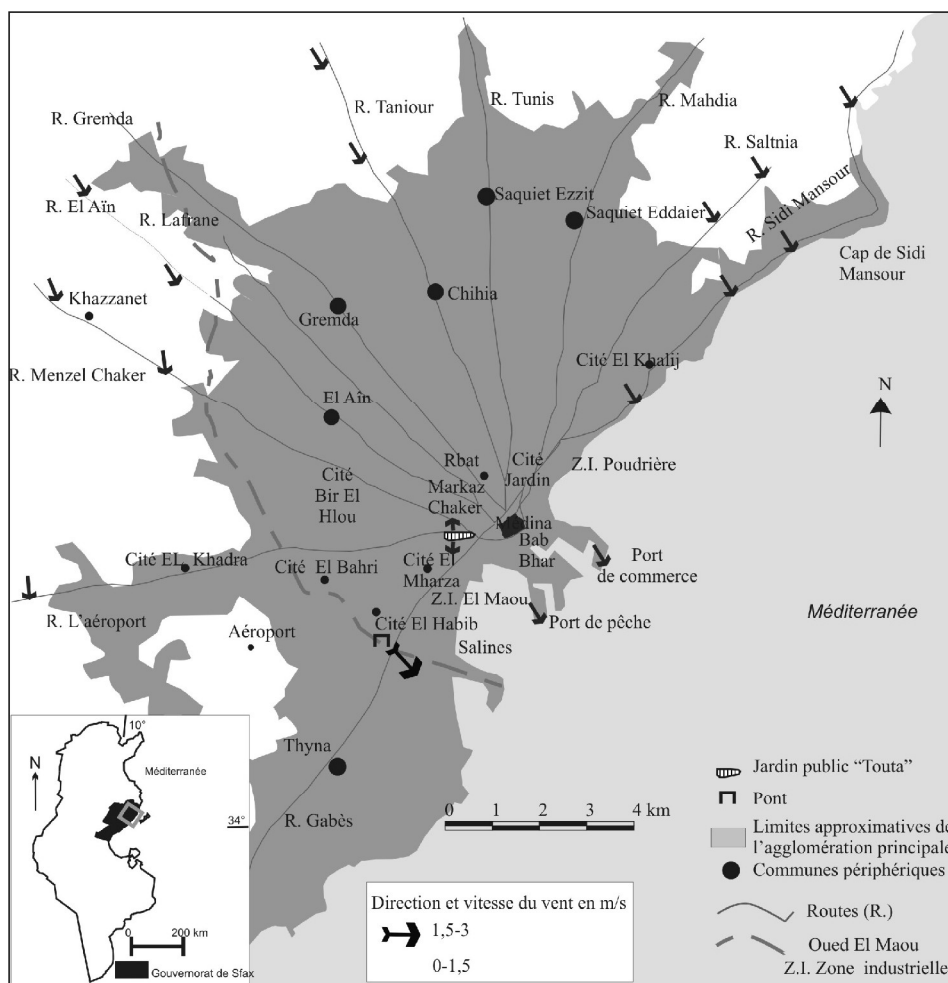 R. Gremda
R. Taniour
R. Tunis
R. Mahdia
R. Saltnia
R. El Aïn
R. Lafrane
Saquiet Ezzit
Saquiet Eddaier
R. Sidi Mansour
Cap de Sidi
Mansour
Khazzanet
Gremda
Chihia
R. Menzel Chaker
Cité El Khalij
N
El Aîn
Cité
Bir El
Hlou
Rbat
Markaz
Chaker
Cité
Jardin
Z.I. Poudrière
Médina
Bab
Bhar
Port
de commerce
Cité EL Khadra
Cité El Bahri
Cité El
Mharza
Z.I. El Maou
Port de pêche
Méditerranée
R. L'aéroport
Aéroport
Cité El Habib
Salines
Thyna
R. Gabès
0 1 2 3 4 km
10°
N
Méditerranée
34°
0 200 km
Gouvernorat de Sfax
Direction et vitesse du vent en m/s
1,5-3
0-1,5
Jardin public “Touta”
Pont
Limites approximatives de
l’agglomération principale
Communes périphériques
Routes (R.)
Oued El Maou
Z.I. Zone industrielle